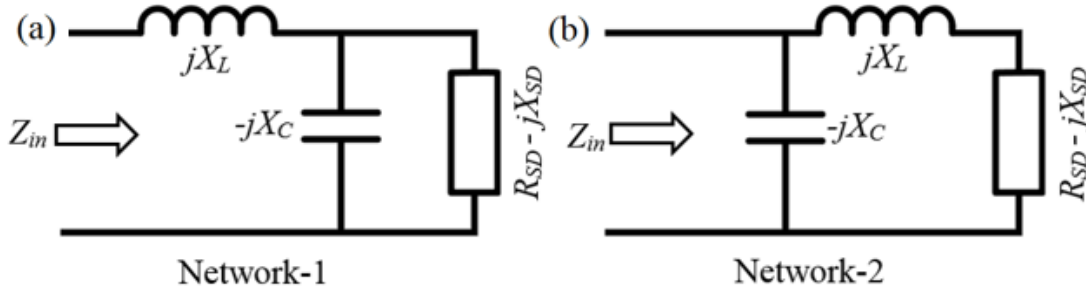 (a)
jX_L
-jX_C
R_SD - jX_SD
Z_in
Network-1
(b)
jX_L
-jX_C
R_SD - jX_SD
Z_in
Network-2